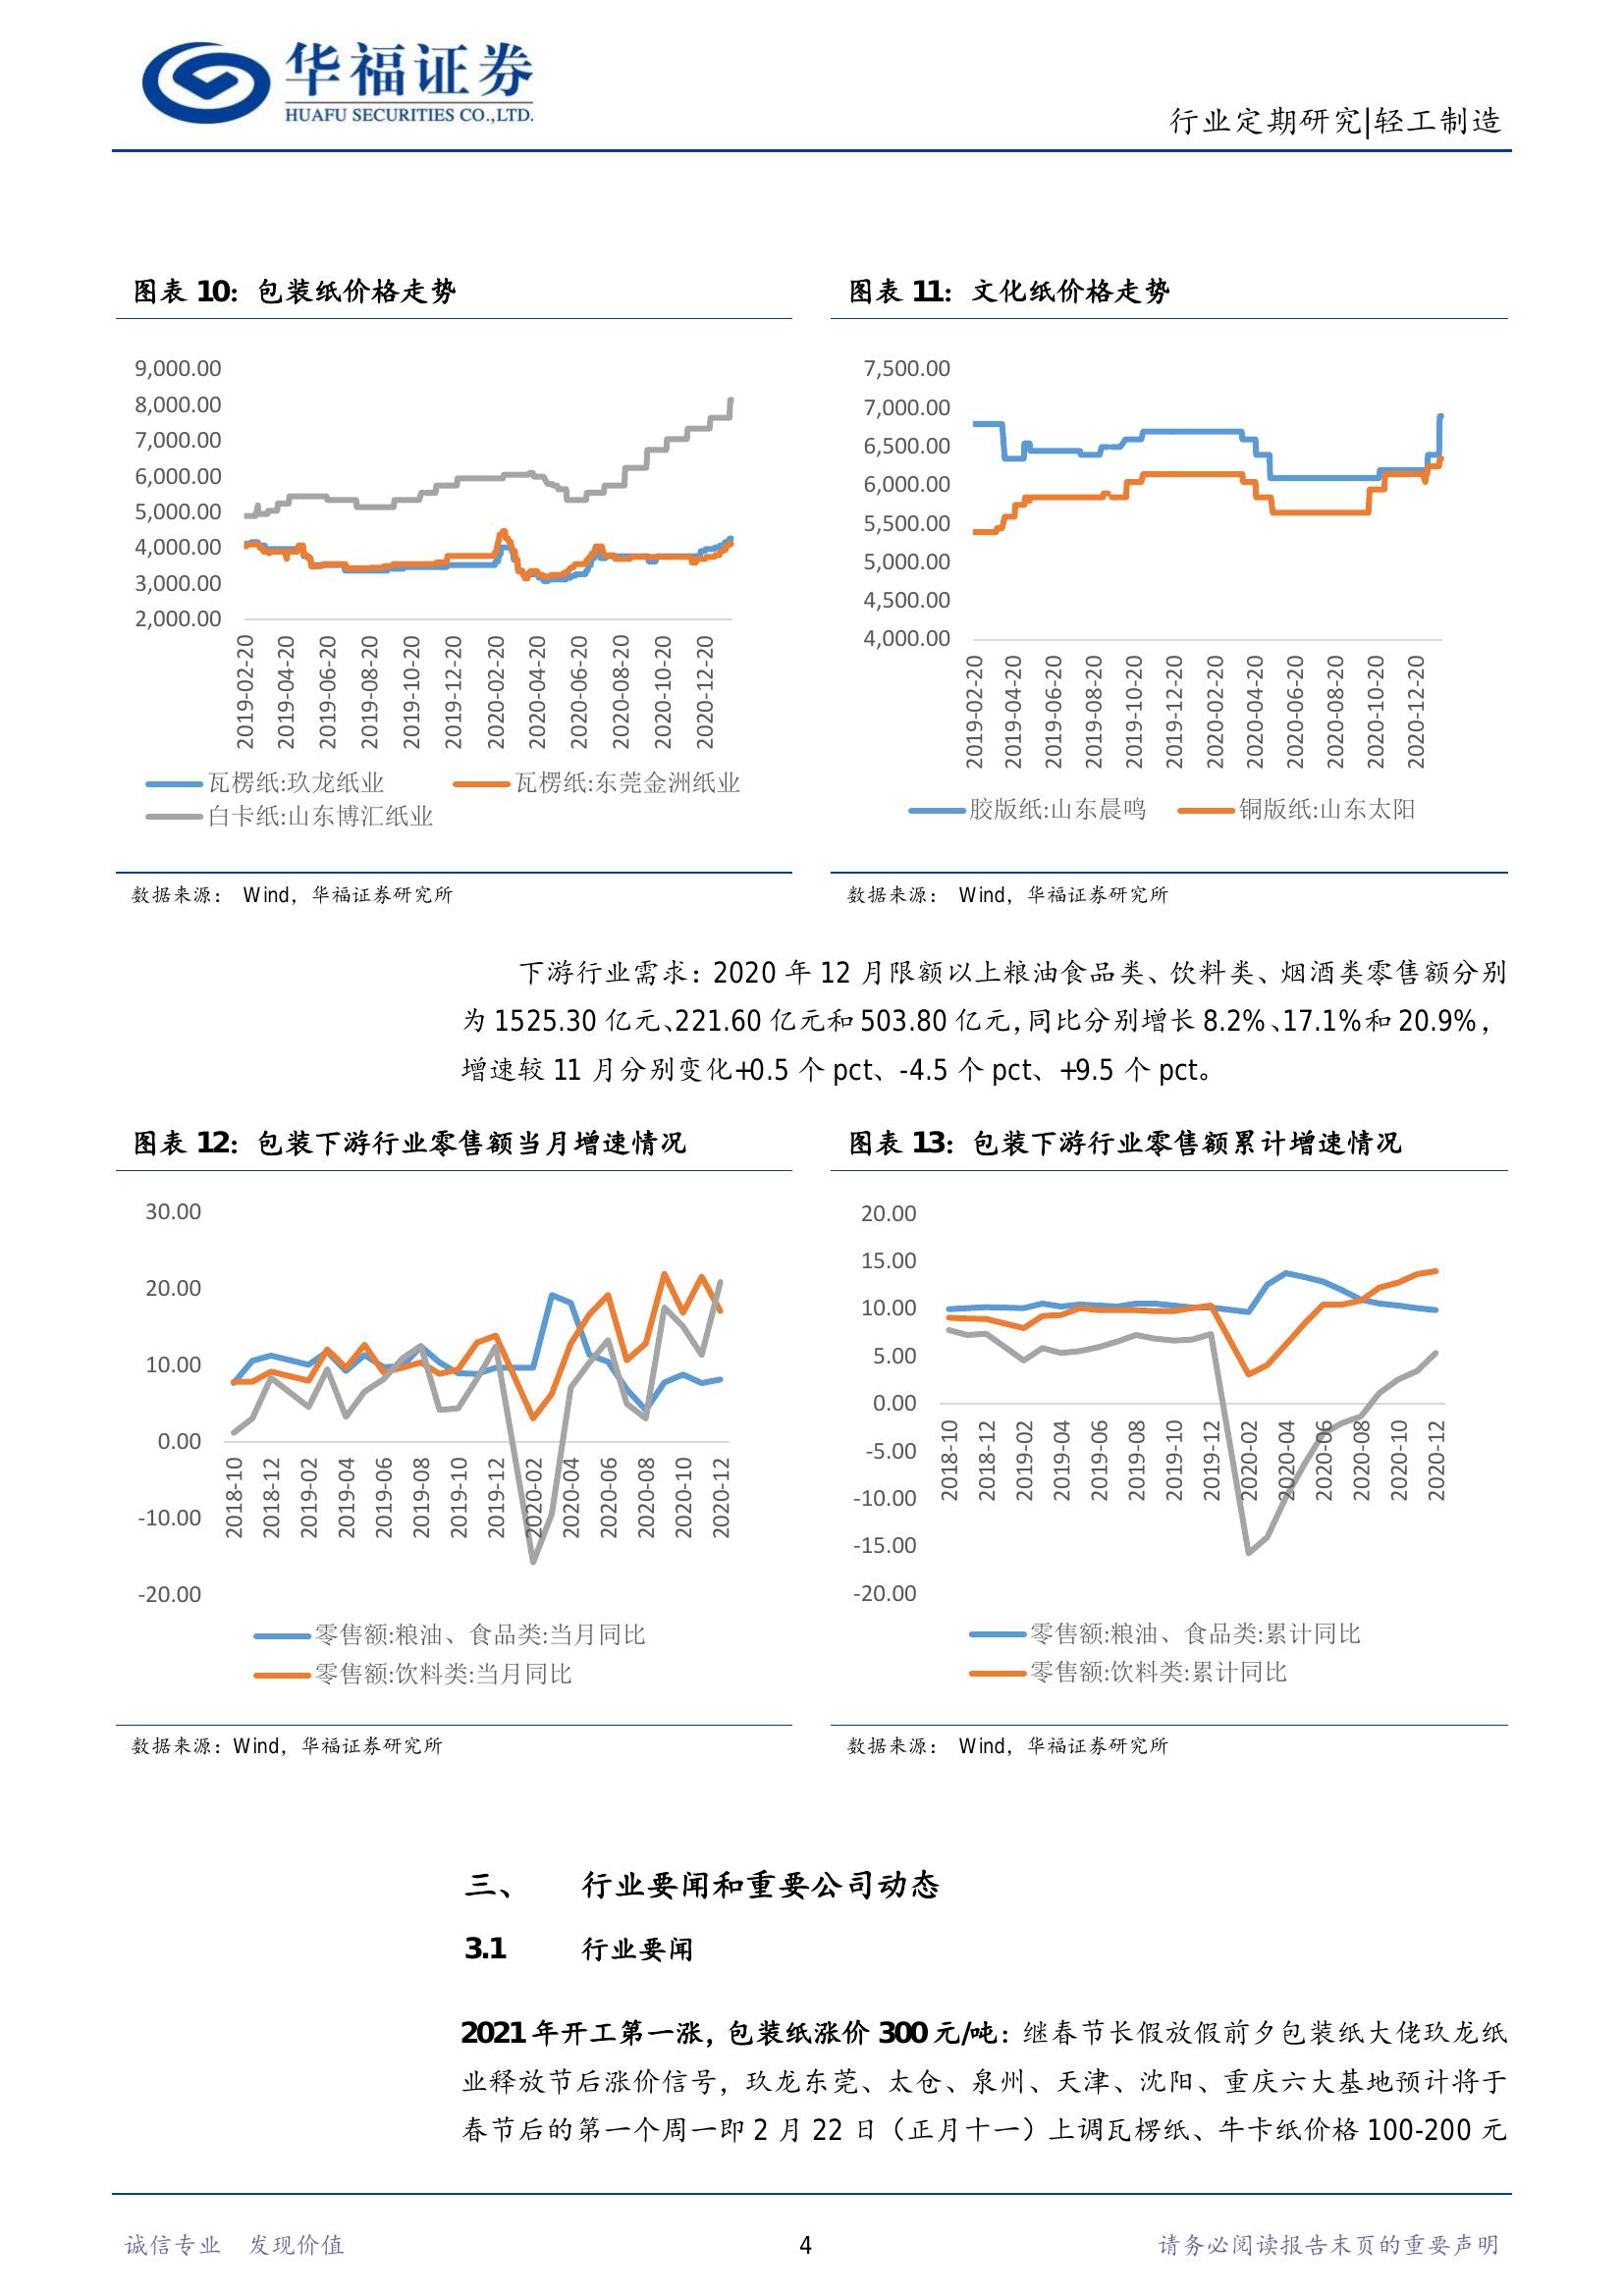 华福证券
HUAFU SECURITIES CO.,LTD.
行业定期研究|轻工制造
图表 10：包装纸价格走势
9,000.00
8,000.00
7,000.00
6,000.00
5,000.00
4,000.00
3,000.00
2,000.00
2019-02-20
2019-04-20
2019-06-20
2019-08-20
2019-10-20
2019-12-20
2020-02-20
2020-04-20
2020-06-20
2020-08-20
2020-10-20
2020-12-20
瓦楞纸:玖龙纸业
瓦楞纸:东莞金洲纸业
白卡纸:山东博汇纸业
数据来源： Wind，华福证券研究所
图表 11：文化纸价格走势
7,500.00
7,000.00
6,500.00
6,000.00
5,500.00
5,000.00
4,500.00
4,000.00
2019-02-20
2019-04-20
2019-06-20
2019-08-20
2019-10-20
2019-12-20
2020-02-20
2020-04-20
2020-06-20
2020-08-20
2020-10-20
2020-12-20
胶版纸:山东晨鸣
铜版纸:山东太阳
数据来源： Wind，华福证券研究所
下游行业需求：2020 年 12 月限额以上粮油食品类、饮料类、烟酒类零售额分别
为 1525.30 亿元、221.60 亿元和 503.80 亿元，同比分别增长 8.2%、17.1%和 20.9%，
增速较 11 月分别变化+0.5 个 pct、-4.5 个 pct、+9.5 个 pct。
图表 12：包装下游行业零售额当月增速情况
30.00
20.00
10.00
0.00
-10.00
-20.00
2018-10
2018-12
2019-02
2019-04
2019-06
2019-08
2019-10
2019-12
2020-02
2020-04
2020-06
2020-08
2020-10
2020-12
零售额:粮油、食品类:当月同比
零售额:饮料类:当月同比
数据来源：Wind，华福证券研究所
图表 13：包装下游行业零售额累计增速情况
20.00
15.00
10.00
5.00
0.00
-5.00
-10.00
-15.00
-20.00
2018-10
2018-12
2019-02
2019-04
2019-06
2019-08
2019-10
2019-12
2020-02
2020-04
2020-06
2020-08
2020-10
2020-12
零售额:粮油、食品类:累计同比
零售额:饮料类:累计同比
数据来源： Wind，华福证券研究所
三、 行业要闻和重要公司动态
3.1 行业要闻
2021 年开工第一涨，包装纸涨价 300 元/吨：继春节长假放假前夕包装纸大佬玖龙纸
业释放节后涨价信号，玖龙东莞、太仓、泉州、天津、沈阳、重庆六大基地预计将于
春节后的第一个周一即 2 月 22 日（正月十一）上调瓦楞纸、牛卡纸价格 100-200 元
诚信专业 发现价值
4
请务必阅读报告末页的重要声明